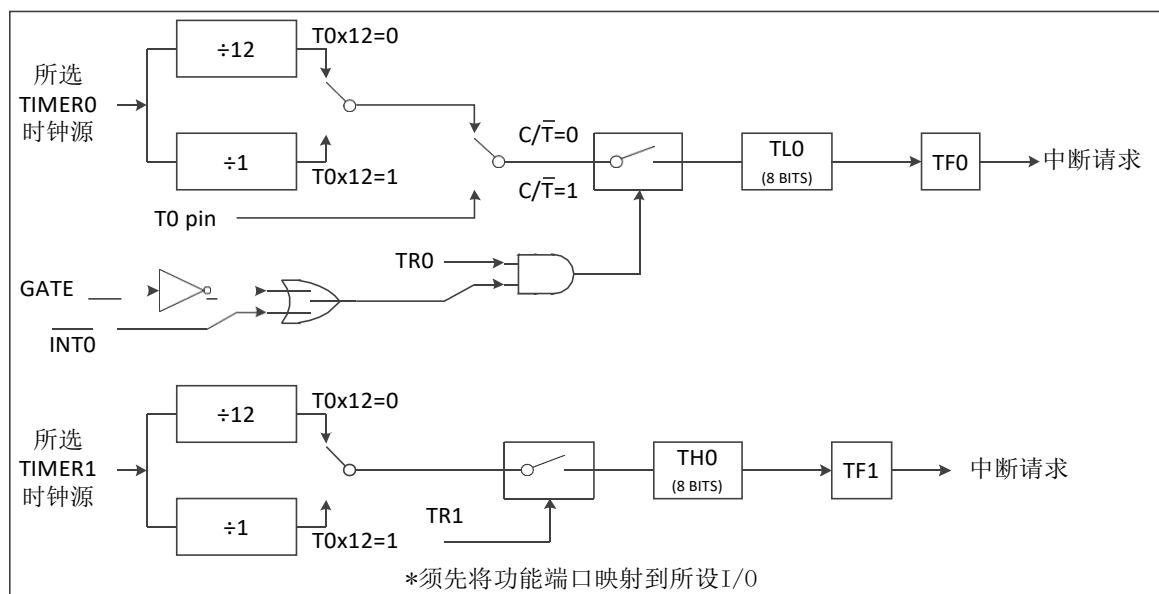 所选
TIMER0
时钟源
÷12
T0x12=0
÷1
T0x12=1
T0 pin
C/T̅=0
C/T̅=1
TL0
(8 BITS)
TF0
中断请求
TR0
GATE
I̅N̅T̅0̅
所选
TIMER1
时钟源
÷12
T0x12=0
÷1
T0x12=1
TR1
TH0
(8 BITS)
TF1
中断请求
*须先将功能端口映射到所设I/O